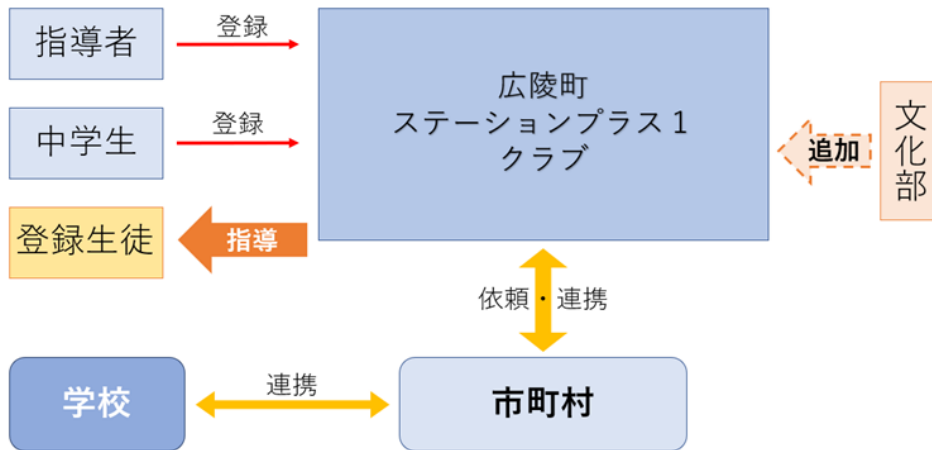 指導者
登録
広陵町
ステーションプラス１
クラブ
中学生
登録
文化部
追加
登録生徒
指導
依頼・連携
学校
連携
市町村